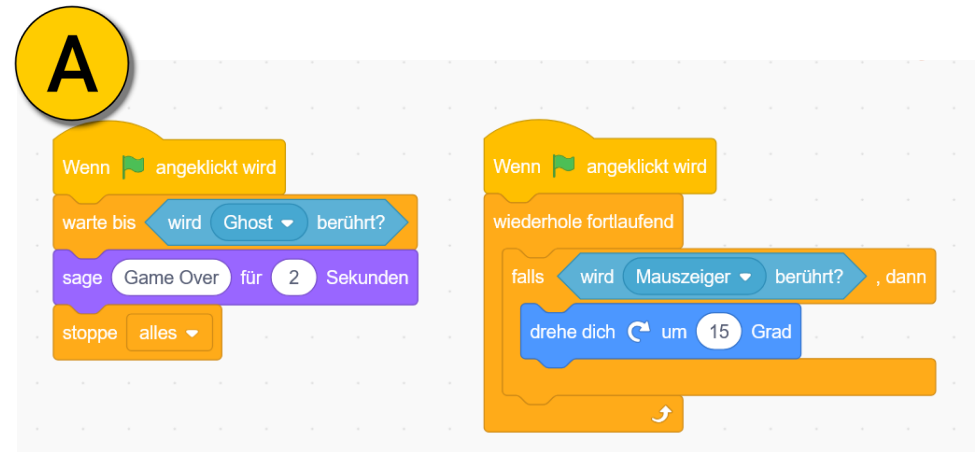 A
Wenn angeklickt wird
warte bis wird Ghost berührt?
sage Game Over für 2 Sekunden
stoppe alles
Wenn angeklickt wird
wiederhole fortlaufend
falls wird Mauszeiger berührt? , dann
drehe dich um 15 Grad